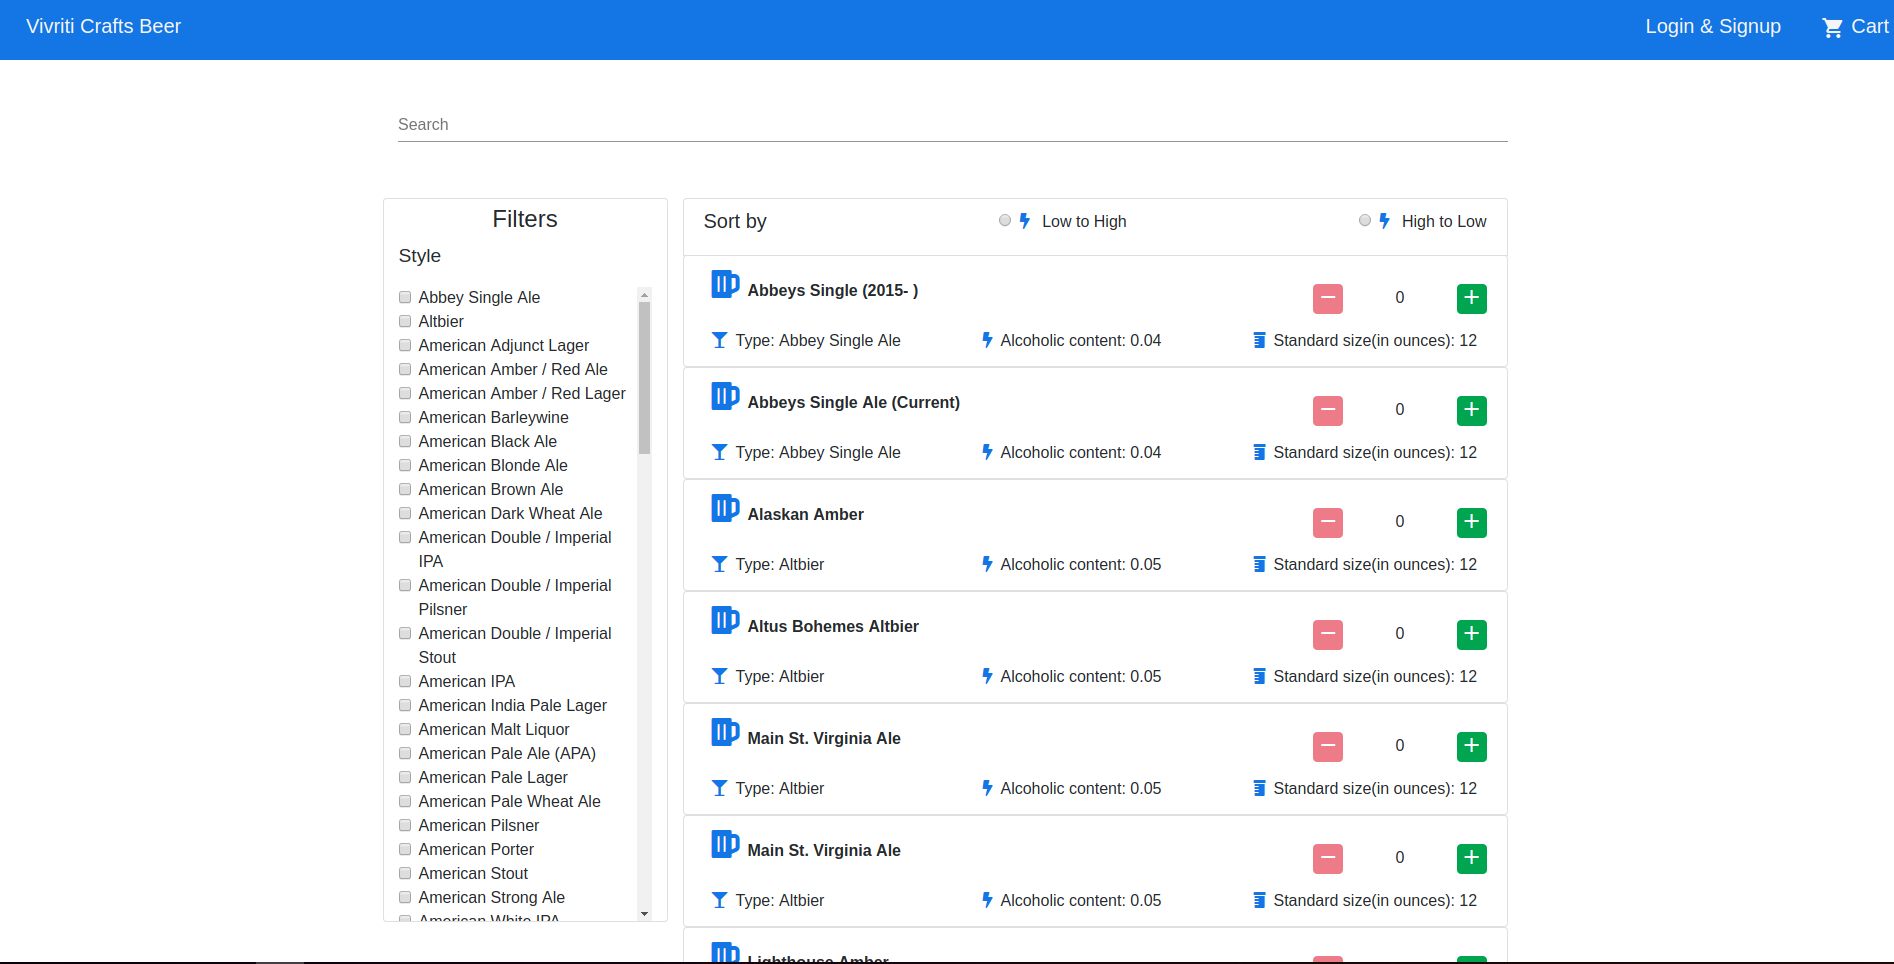 Vivriti Crafts Beer
Login & Signup
Cart
Search
Filters
Style
Abbey Single Ale
Altbier
American Adjunct Lager
American Amber / Red Ale
American Amber / Red Lager
American Barleywine
American Black Ale
American Blonde Ale
American Brown Ale
American Dark Wheat Ale
American Double / Imperial
IPA
American Double / Imperial
Pilsner
American Double / Imperial
Stout
American IPA
American India Pale Lager
American Malt Liquor
American Pale Ale (APA)
American Pale Lager
American Pale Wheat Ale
American Pilsner
American Porter
American Stout
American Strong Ale
American White IPA
Sort by
Low to High
High to Low
Abbeys Single (2015- )
0
Type: Abbey Single Ale
Alcoholic content: 0.04
Standard size(in ounces): 12
Abbeys Single Ale (Current)
0
Type: Abbey Single Ale
Alcoholic content: 0.04
Standard size(in ounces): 12
Alaskan Amber
0
Type: Altbier
Alcoholic content: 0.05
Standard size(in ounces): 12
Altus Bohemes Altbier
0
Type: Altbier
Alcoholic content: 0.05
Standard size(in ounces): 12
Main St. Virginia Ale
0
Type: Altbier
Alcoholic content: 0.05
Standard size(in ounces): 12
Main St. Virginia Ale
0
Type: Altbier
Alcoholic content: 0.05
Standard size(in ounces): 12
Lighthouse Amber